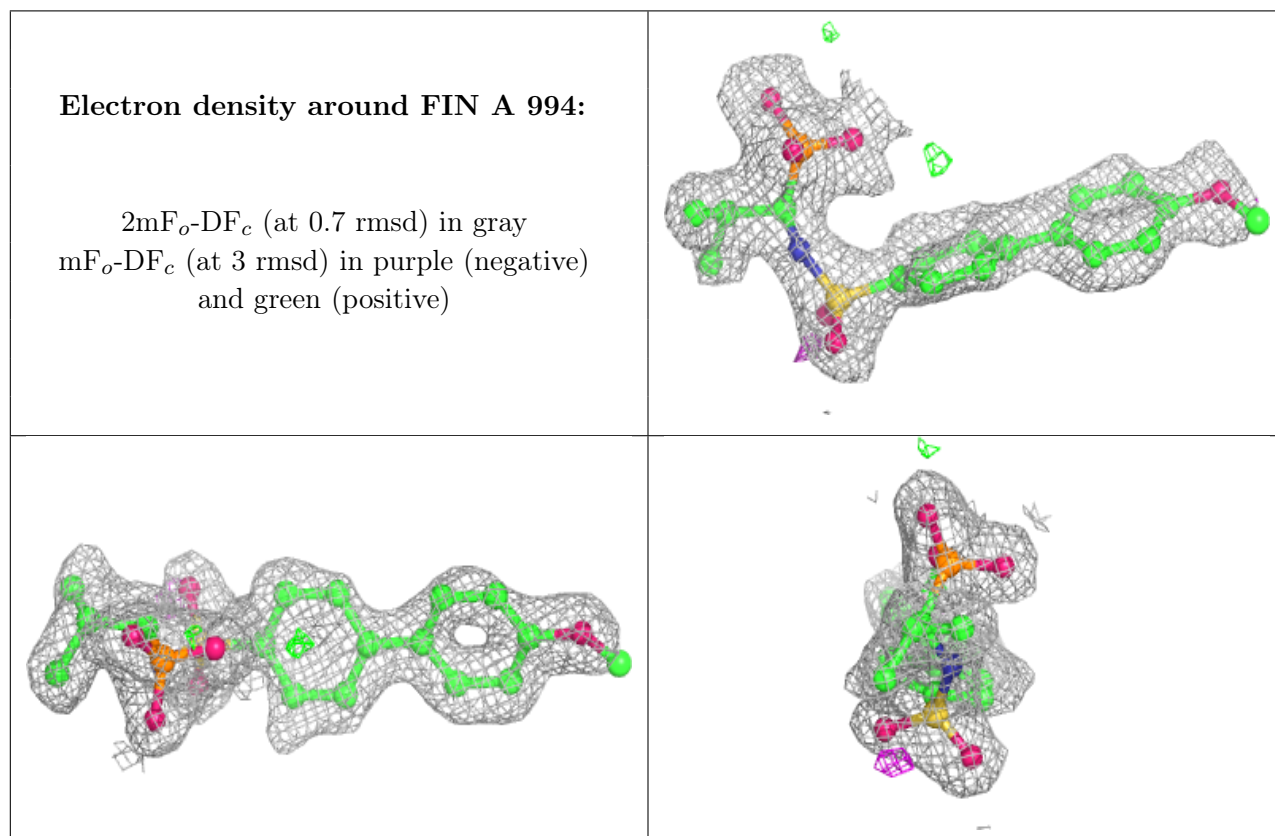 Electron density around FIN A 994:
2mFo-DFc (at 0.7 rmsd) in gray
mFo-DFc (at 3 rmsd) in purple (negative)
and green (positive)